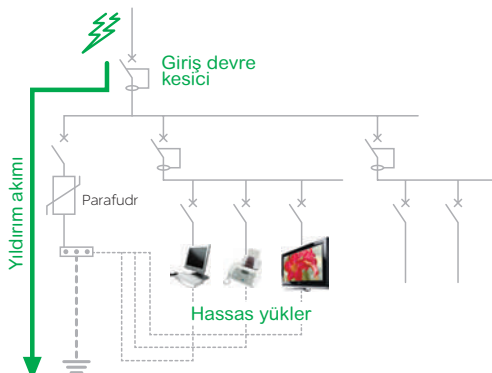 Giriş devre
kesici
Yıldırım akımı
Parafudr
Hassas yükler